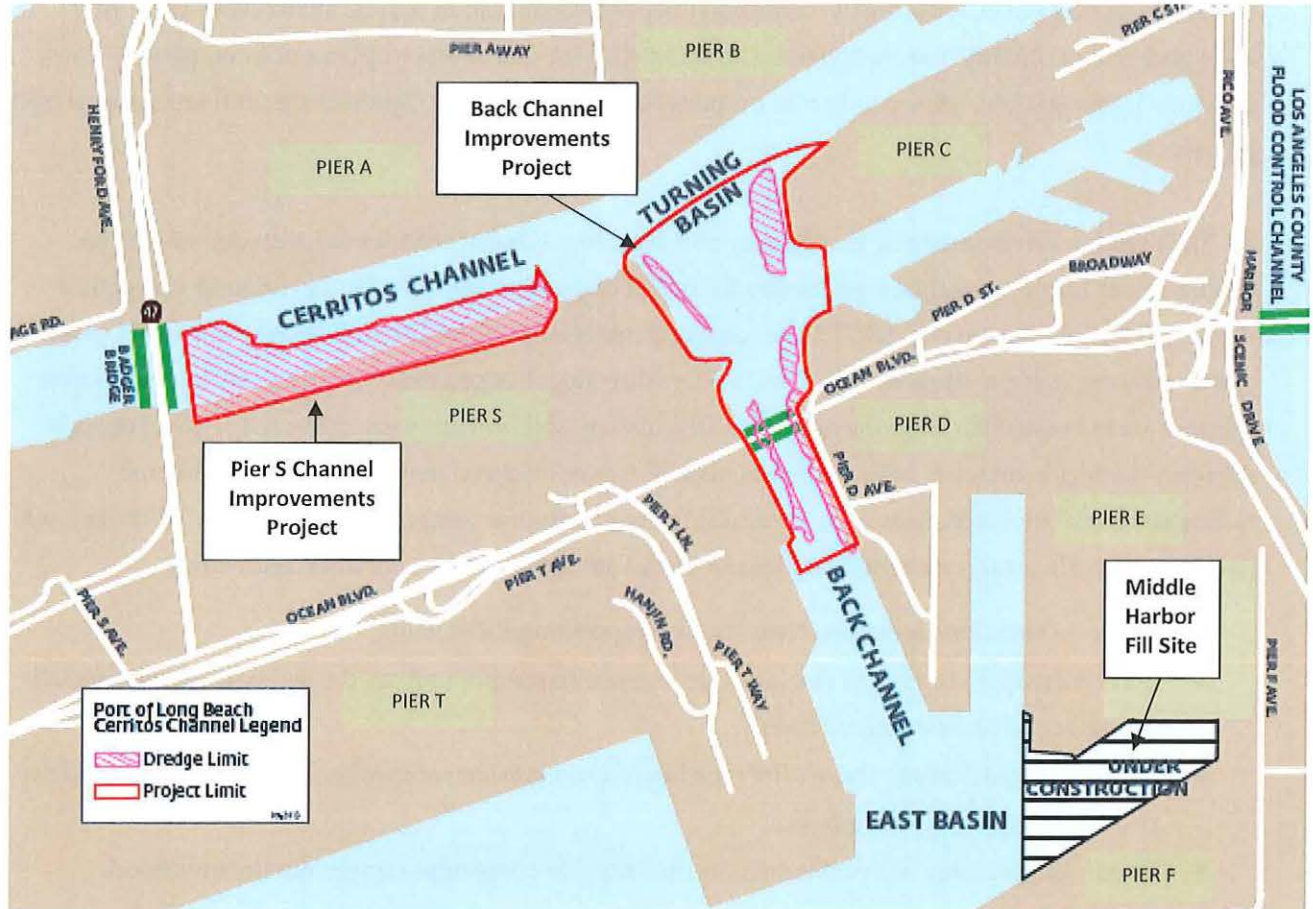 PIER A WAY
PIER B
PIER C ST.
PICO AVE.
LOS ANGELES COUNTY
FLOOD CONTROL CHANNEL
HENRY FORD AVE.
Back Channel
Improvements
Project
PIER A
PIER C
TURNING
BASIN
CERRITOS CHANNEL
BROADWAY
PIER D ST.
HARBOR
SCENIC DRIVE
47
AGE RD.
BADGER
BRIDGE
OCEAN BLVD.
PIER S
PIER D
Pier S Channel
Improvements
Project
PIER D AVE.
PIER T LN.
PIER E
PIER T AVE.
OCEAN BLVD.
HANJIN RD.
BACK CHANNEL
Middle
Harbor
Fill Site
PIER S AVE.
PIER T WAY
PIER F AVE.
PIER T
Port of Long Beach
Cerritos Channel Legend
Dredge Limit
Project Limit
UNDER
CONSTRUCTION
EAST BASIN
PIER F